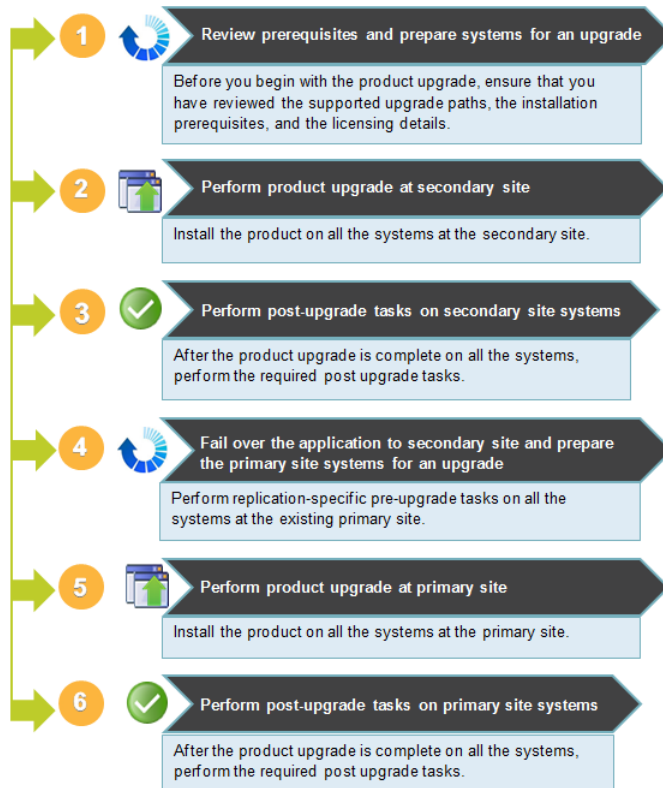 1
Review prerequisites and prepare systems for an upgrade
Before you begin with the product upgrade, ensure that you
have reviewed the supported upgrade paths, the installation
prerequisites, and the licensing details.
2
Perform product upgrade at secondary site
Install the product on all the systems at the secondary site.
3
Perform post-upgrade tasks on secondary site systems
After the product upgrade is complete on all the systems,
perform the required post upgrade tasks.
4
Fail over the application to secondary site and prepare
the primary site systems for an upgrade
Perform replication-specific pre-upgrade tasks on all the
systems at the existing primary site.
5
Perform product upgrade at primary site
Install the product on all the systems at the primary site.
6
Perform post-upgrade tasks on primary site systems
After the product upgrade is complete on all the systems,
perform the required post upgrade tasks.